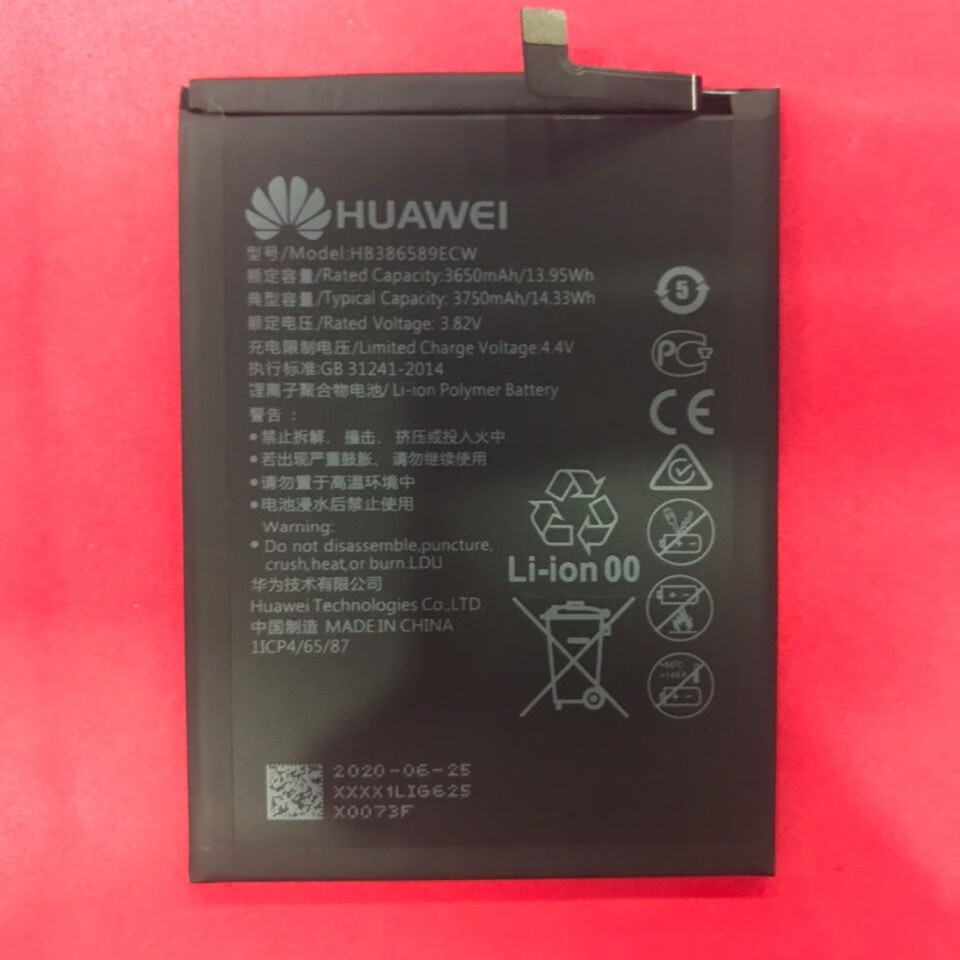 HUAWEI
型号/Model:HB386589ECW
额定容量/Rated Capacity:3650mAh/13.95Wh
典型容量/Typical Capacity: 3750mAh/14.33Wh
额定电压/Rated Voltage: 3.82V
充电限制电压/Limited Charge Voltage:4.4V
执行标准:GB 31241-2014
锂离子聚合物电池/ Li-ion Polymer Battery
警告：
•禁止拆解、撞击、挤压或投入火中
•若出现严重鼓胀、请勿继续使用
•请勿置于高温环境中
•电池浸水后禁止使用
Warning:
• Do not disassemble,puncture,
crush,heat,or burn.LDU
华为技术有限公司
Huawei Technologies Co.,LTD
中国制造 MADE IN CHINA
1ICP4/65/87
5
CE
Li-ion 00
>60℃
>140℉
2020-06-25
XXXX1LIG625
X0073F